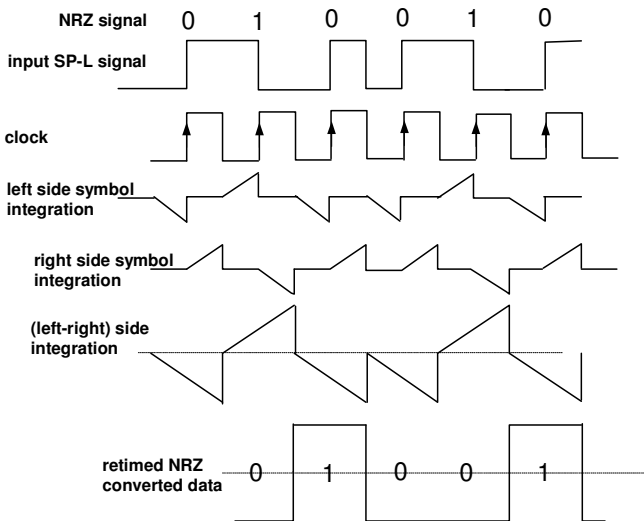 NRZ signal 0 1 0 0 1 0
input SP-L signal
clock
left side symbol
integration
right side symbol
integration
(left-right) side
integration
retimed NRZ
converted data
0 1 0 0 1